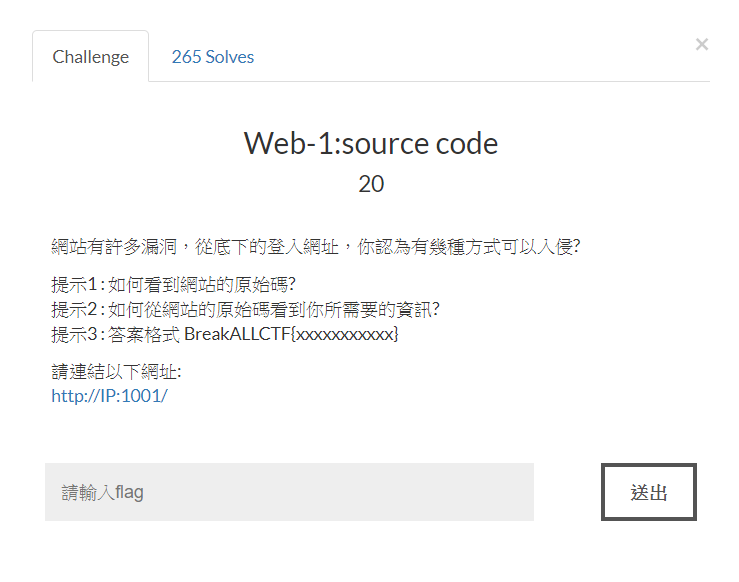 Challenge
265 Solves
×
Web-1:source code
20
網站有許多漏洞，從底下的登入網址，你認為有幾種方式可以入侵?
提示1 : 如何看到網站的原始碼?
提示2 : 如何從網站的原始碼看到你所需要的資訊?
提示3 : 答案格式 BreakALLCTF{xxxxxxxxxxx}
請連結以下網址:
http://IP:1001/
請輸入flag
送出